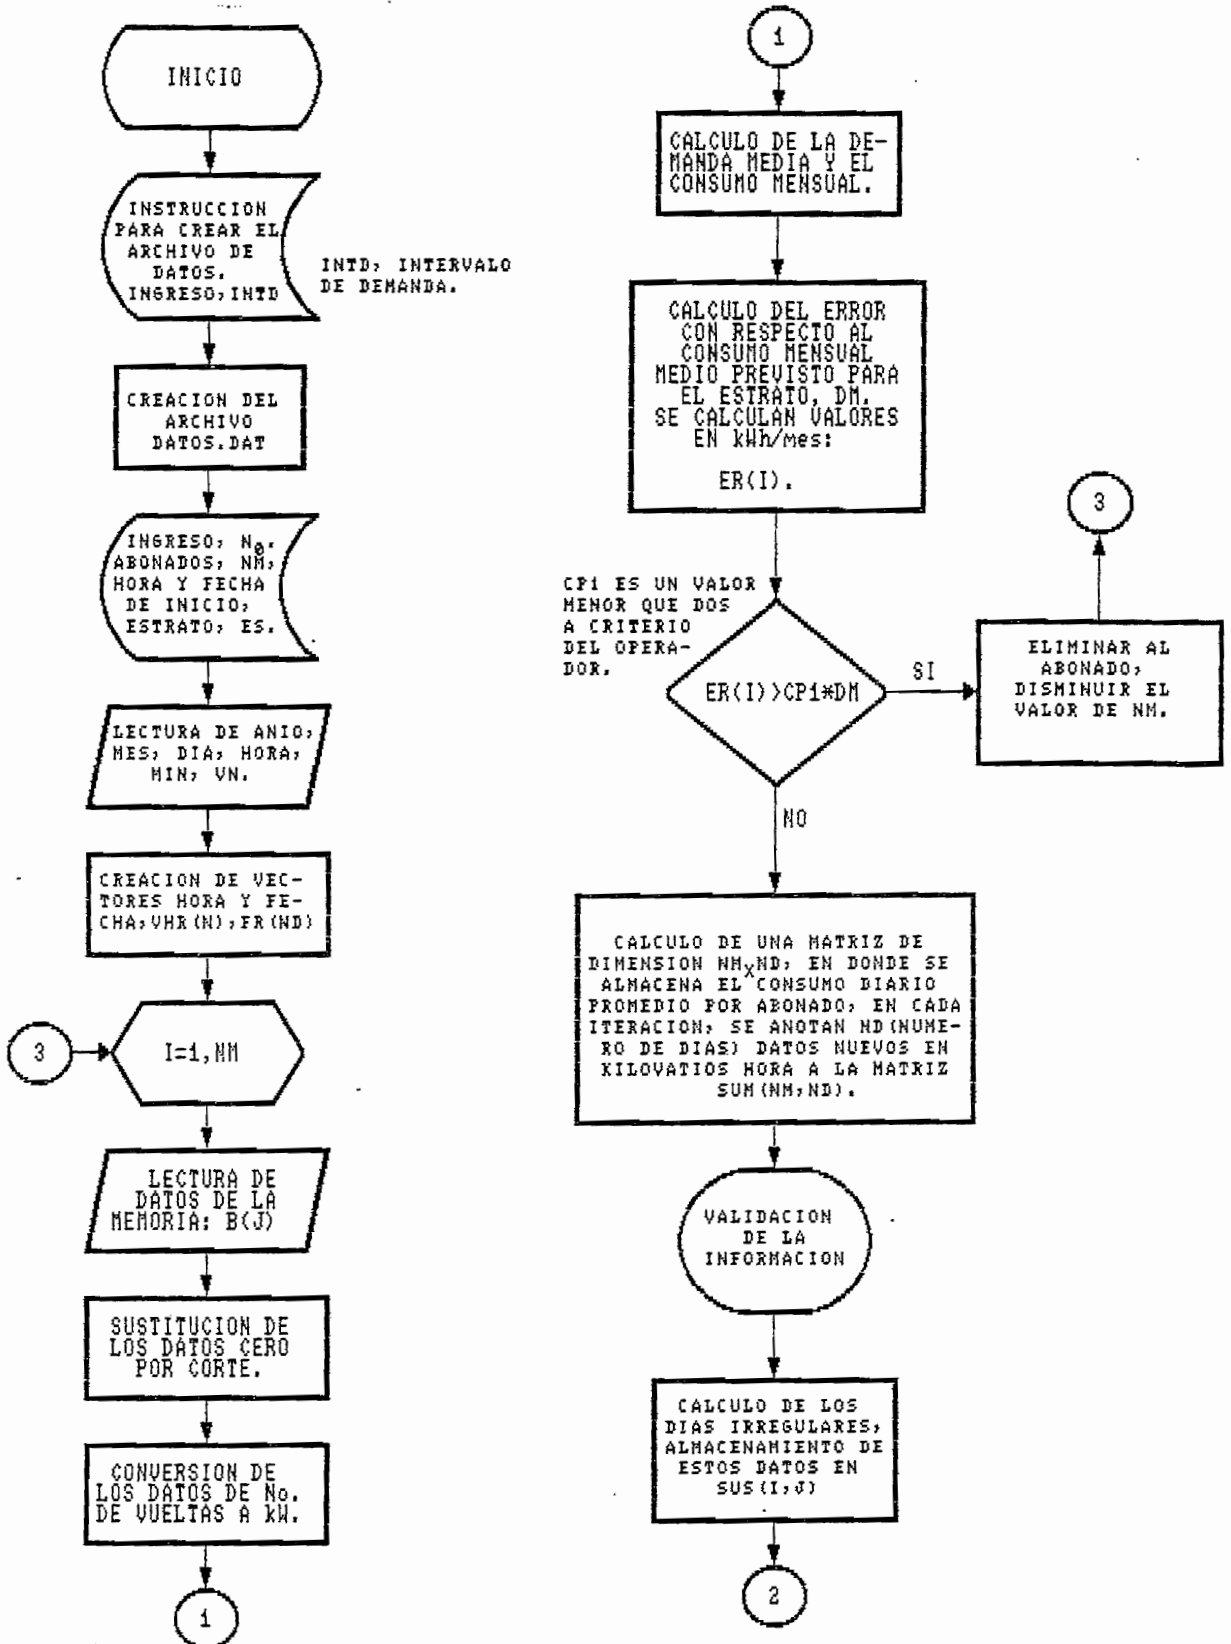 INICIO
INSTRUCCION
PARA CREAR EL
ARCHIVO DE
DATOS.
INGRESO, INTD
INTD, INTERVALO
DE DEMANDA.
CREACION DEL
ARCHIVO
DATOS.DAT
INGRESO, No.
ABONADOS, NM,
HORA Y FECHA
DE INICIO,
ESTRATO, ES.
LECTURA DE ANIO,
MES, DIA, HORA,
MIN, VN.
CREACION DE VEC-
TORES HORA Y FE-
CHA,VHR(N),FR(ND)
3
I=1,NM
LECTURA DE
DATOS DE LA
MEMORIA: B(J)
SUSTITUCION DE
LOS DATOS CERO
POR CORTE.
CONVERSION DE
LOS DATOS DE No.
DE VUELTAS A kW.
1
1
CALCULO DE LA DE-
MANDA MEDIA Y EL
CONSUMO MENSUAL.
CALCULO DEL ERROR
CON RESPECTO AL
CONSUMO MENSUAL
MEDIO PREVISTO PARA
EL ESTRATO, DM.
SE CALCULAN VALORES
EN kWh/mes:
ER(I).
CP1 ES UN VALOR
MENOR QUE DOS
A CRITERIO
DEL OPERA-
DOR.
ER(I)>CP1*DM
SI
3
ELIMINAR AL
ABONADO,
DISMINUIR EL
VALOR DE NM.
NO
CALCULO DE UNA MATRIZ DE
DIMENSION NMxND, EN DONDE SE
ALMACENA EL CONSUMO DIARIO
PROMEDIO POR ABONADO, EN CADA
ITERACION, SE ANOTAN ND(NUME-
RO DE DIAS) DATOS NUEVOS EN
KILOVATIOS HORA A LA MATRIZ
SUM(NM,ND).
VALIDACION
DE LA
INFORMACION
CALCULO DE LOS
DIAS IRREGULARES,
ALMACENAMIENTO DE
ESTOS DATOS EN
SUS(I,J)
2